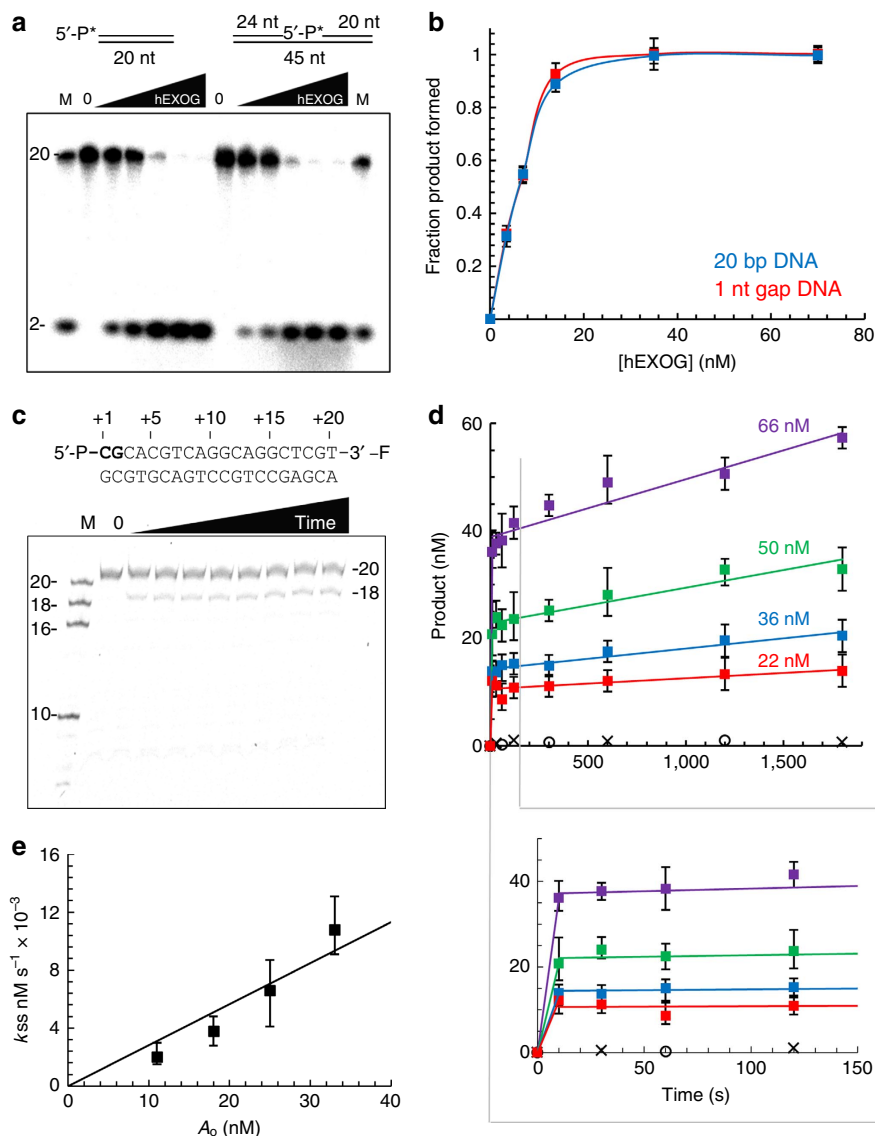 a
24 nt 20 nt
5′-P* 5′-P*
20 nt 45 nt
M 0 hEXOG 0 hEXOG M
20
2-
b
Fraction product formed
1
0.8
0.6
0.4
0.2
0 20 40 60 80
[hEXOG] (nM)
20 bp DNA
1 nt gap DNA
c
+1 +5 +10 +15 +20
5′-P–CGCACGTCAGGCAGGCTCGT–3′ –F
GCGTGCAGTCCGTCCGAGCA
M 0 Time
20-
18-
16-
10-
-20
-18
d
Product (nM)
60
40
20
0
66 nM
50 nM
36 nM
22 nM
500 1,000 1,500
40
20
0
0 50 100 150
Time (s)
e
kss nM s⁻¹ × 10⁻³
16
12
8
4
0
0 10 20 30 40
Aₒ (nM)